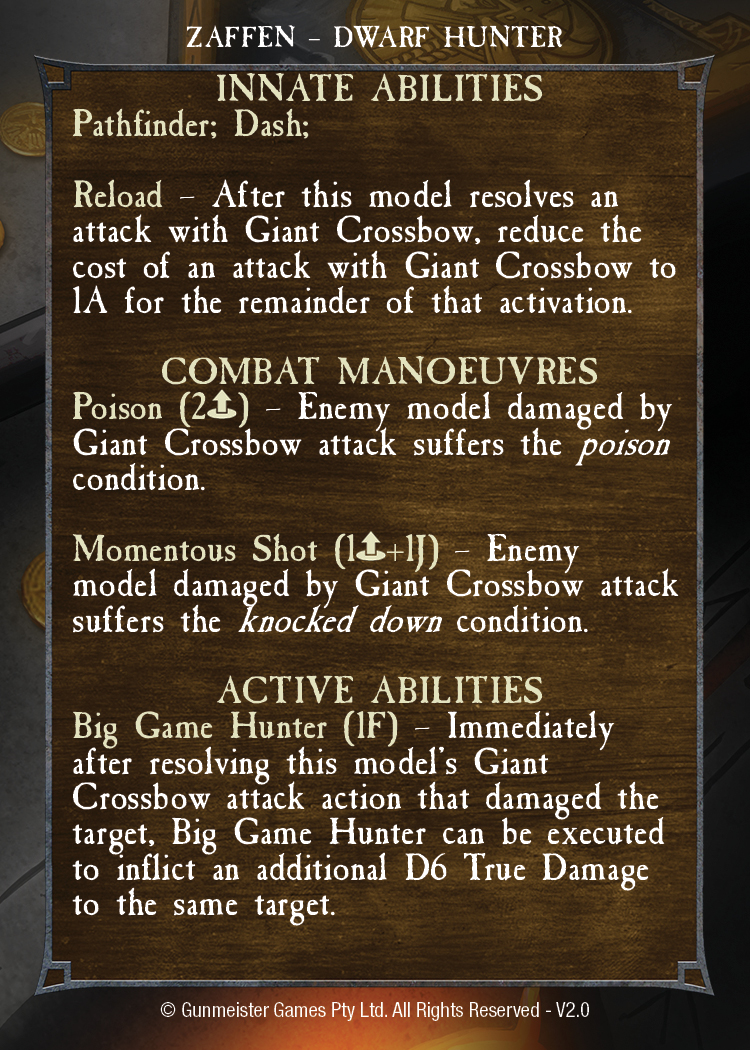 ZAFFEN – DWARF HUNTER
INNATE ABILITIES
Pathfinder; Dash;
Reload – After this model resolves an
attack with Giant Crossbow, reduce the
cost of an attack with Giant Crossbow to
1A for the remainder of that activation.
COMBAT MANOEUVRES
Poison (2) – Enemy model damaged by
Giant Crossbow attack suffers the poison
condition.
Momentous Shot (1+1J) – Enemy
model damaged by Giant Crossbow attack
suffers the knocked down condition.
ACTIVE ABILITIES
Big Game Hunter (1F) – Immediately
after resolving this model's Giant
Crossbow attack action that damaged the
target, Big Game Hunter can be executed
to inflict an additional D6 True Damage
to the same target.
© Gunmeister Games Pty Ltd. All Rights Reserved - V2.0